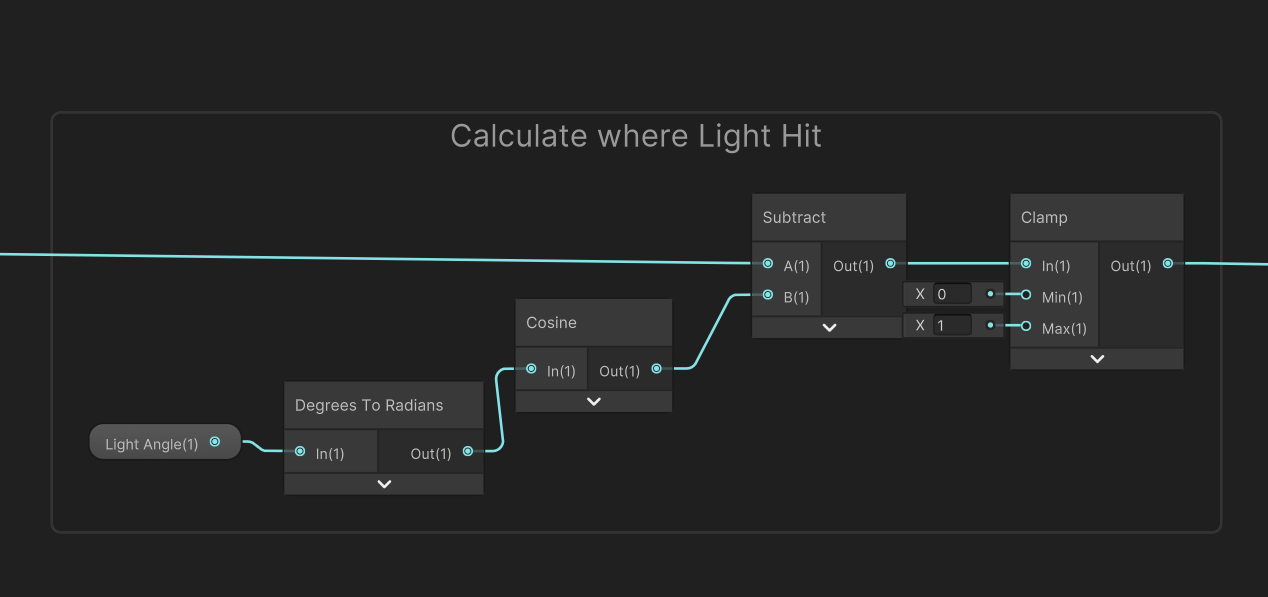 Calculate where Light Hit
Subtract
A(1)
B(1)
Out(1)
Clamp
In(1)
Min(1)
Max(1)
Out(1)
X 0
X 1
Cosine
In(1)
Out(1)
Degrees To Radians
In(1)
Out(1)
Light Angle(1)